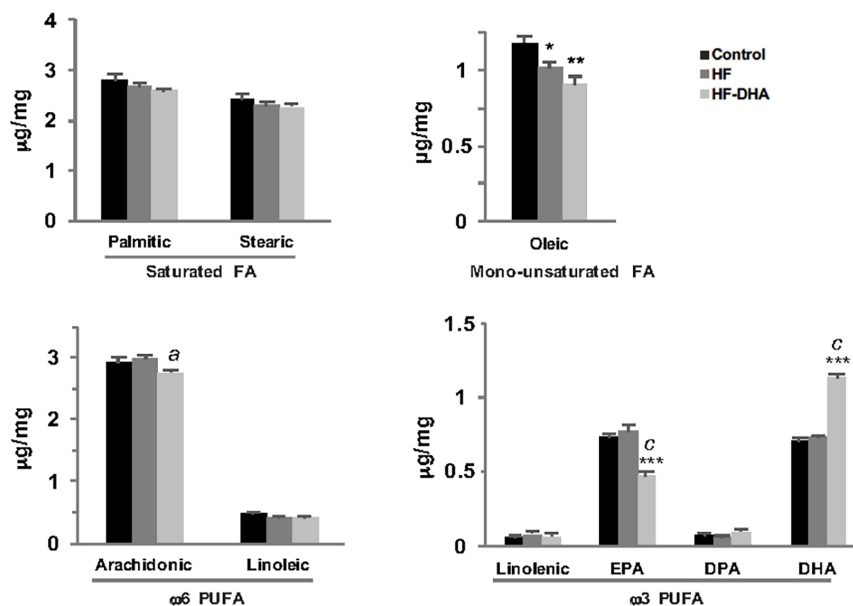 4
3
2
1
0
µg/mg
Palmitic Stearic
Saturated FA
1
0.5
0
µg/mg
*
**
Oleic
Mono-unsaturated FA
Control
HF
HF-DHA
3
2
1
0
µg/mg
a
Arachidonic Linoleic
φ6 PUFA
1.5
1
0.5
0
µg/mg
c
***
c
***
Linolenic EPA DPA DHA
φ3 PUFA